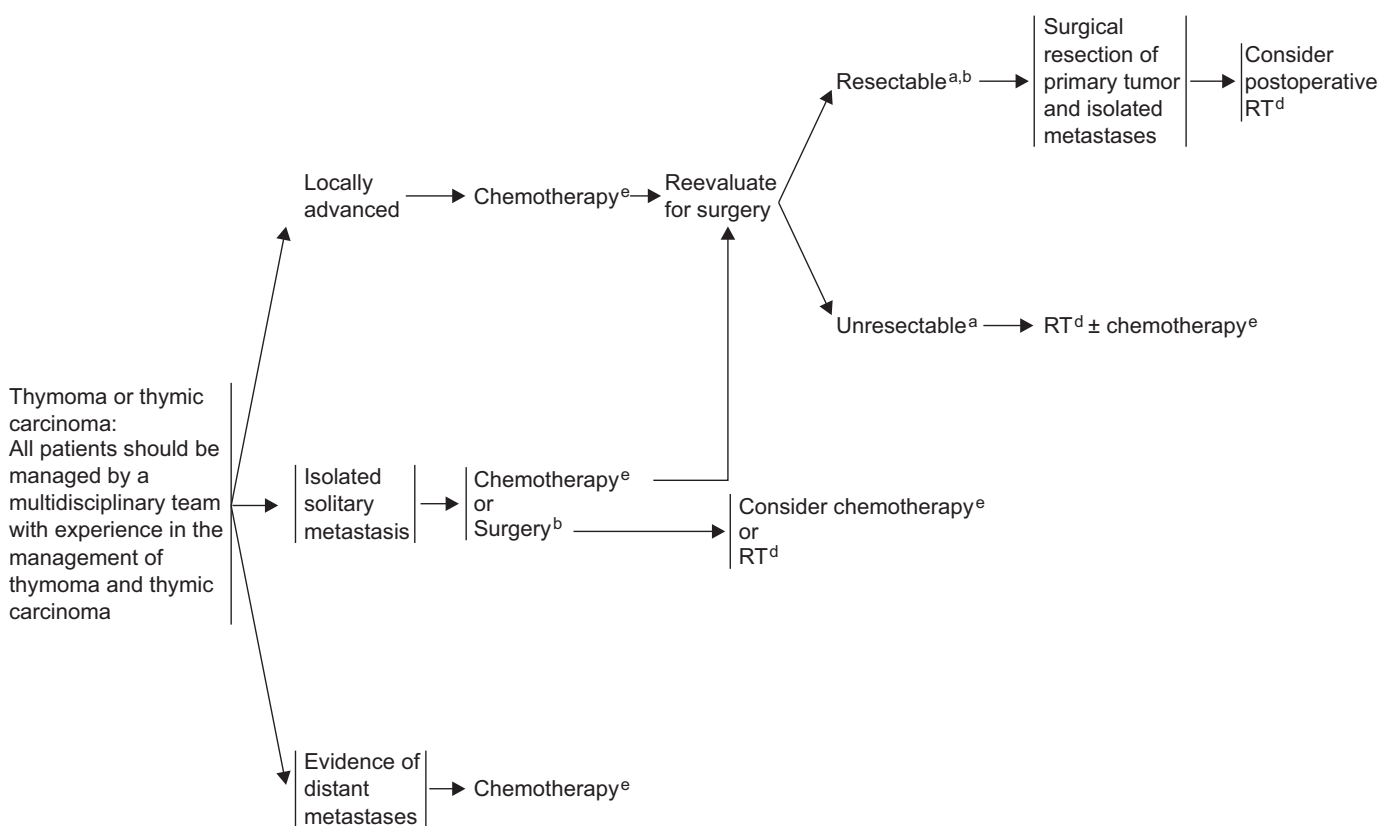 Thymoma or thymic
carcinoma:
All patients should be
managed by a
multidisciplinary team
with experience in the
management of
thymoma and thymic
carcinoma
Locally
advanced
Chemotherapyᵉ
Reevaluate
for surgery
Resectableᵃ,ᵇ
Surgical
resection of
primary tumor
and isolated
metastases
Consider
postoperative
RTᵈ
Unresectableᵃ
RTᵈ ± chemotherapyᵉ
Isolated
solitary
metastasis
Chemotherapyᵉ
or
Surgeryᵇ
Consider chemotherapyᵉ
or
RTᵈ
Evidence of
distant
metastases
Chemotherapyᵉ